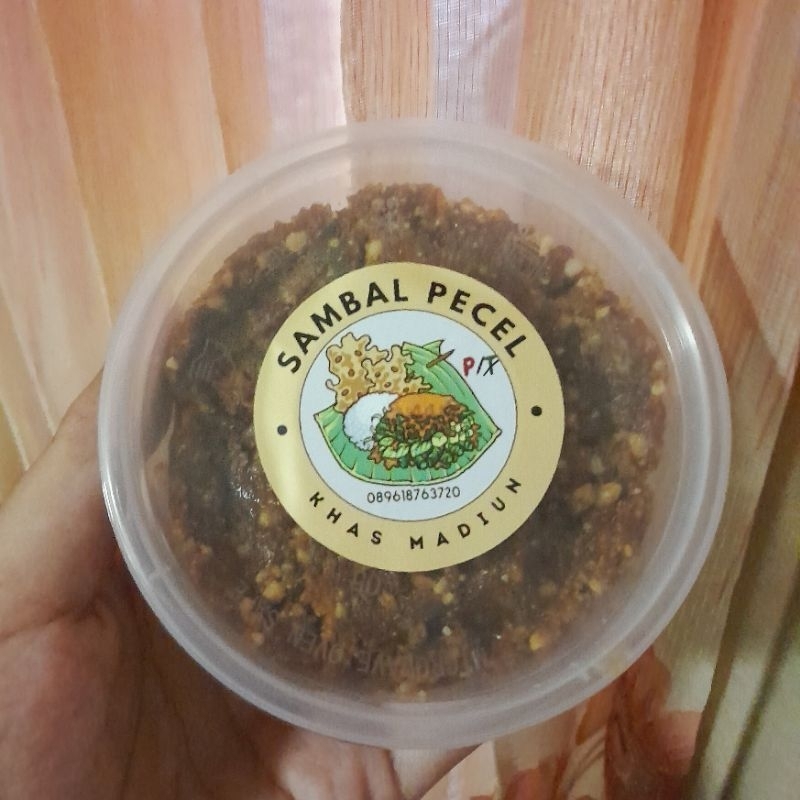 SAMBAL PECEL
PIX
089618763720
KHAS MADIUN